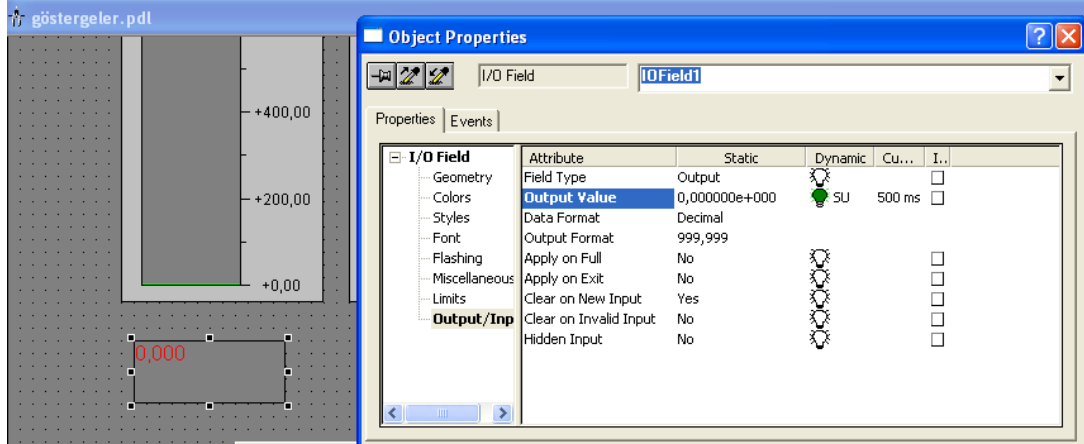 göstergeler.pdl
+400,00
+200,00
+0,00
0,000
Object Properties
I/O Field IOField1
Properties Events
I/O Field
Geometry
Colors
Styles
Font
Flashing
Miscellaneous
Limits
Output/Inp
Attribute Static Dynamic Cu... I..
Field Type Output
Output Value 0,000000e+000 SU 500 ms
Data Format Decimal
Output Format 999,999
Apply on Full No
Apply on Exit No
Clear on New Input Yes
Clear on Invalid Input No
Hidden Input No